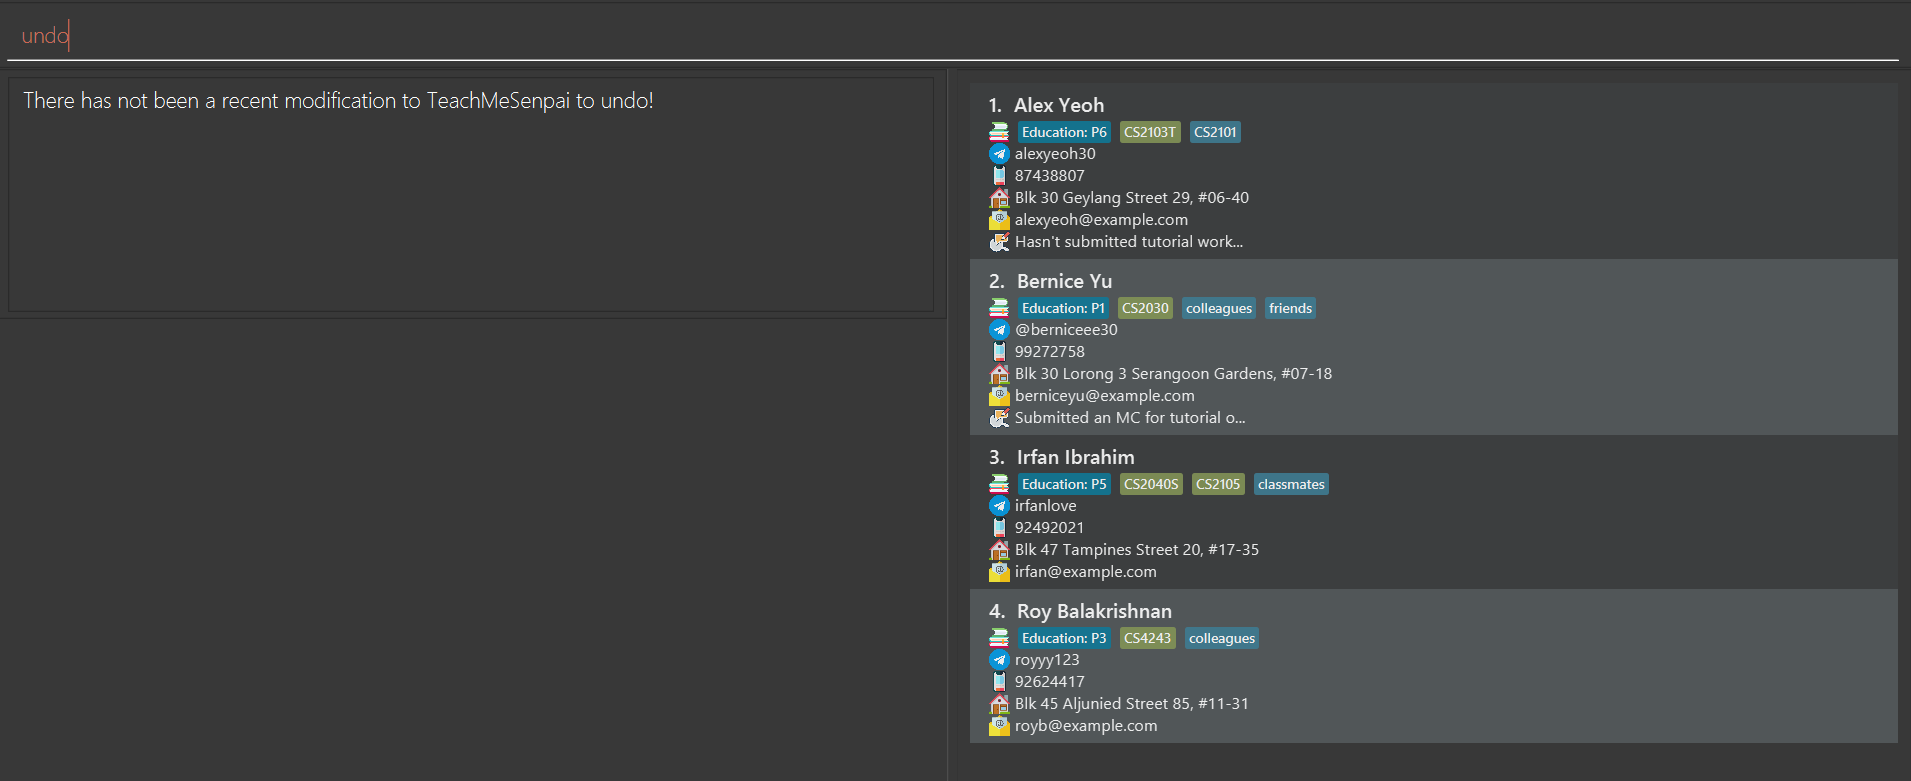 undo
There has not been a recent modification to TeachMeSenpai to undo!
1. Alex Yeoh
Education: P6 CS2103T CS2101
alexyeoh30
87438807
Blk 30 Geylang Street 29, #06-40
alexyeoh@example.com
Hasn't submitted tutorial work...
2. Bernice Yu
Education: P1 CS2030 colleagues friends
@berniceee30
99272758
Blk 30 Lorong 3 Serangoon Gardens, #07-18
berniceyu@example.com
Submitted an MC for tutorial o...
3. Irfan Ibrahim
Education: P5 CS2040S CS2105 classmates
irfanlove
92492021
Blk 47 Tampines Street 20, #17-35
irfan@example.com
4. Roy Balakrishnan
Education: P3 CS4243 colleagues
royyy123
92624417
Blk 45 Aljunied Street 85, #11-31
royb@example.com